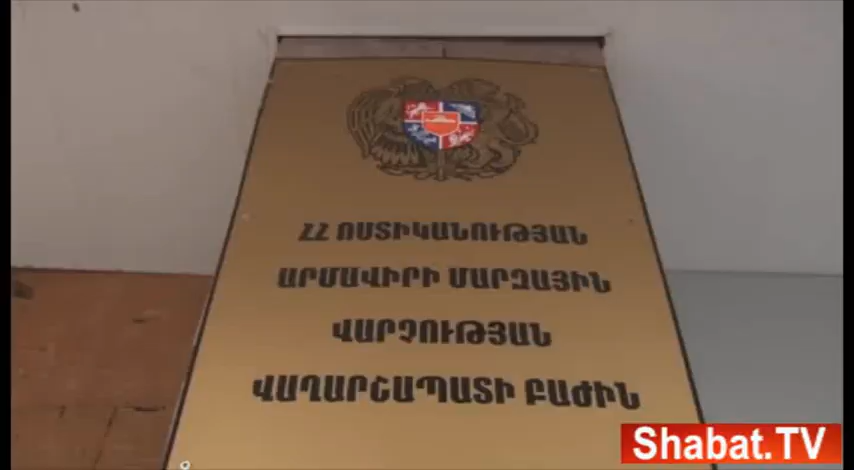 ՀՀ ՈՍՏԻԿԱՆՈՒԹՅԱՆ
ԱՐՄԱՎԻՐԻ ՄԱՐԶԱՅԻՆ
ՎԱՐՉՈՒԹՅԱՆ
ՎԱՂԱՐՇԱՊԱՏԻ ԲԱԺԻՆ
Shabat.TV